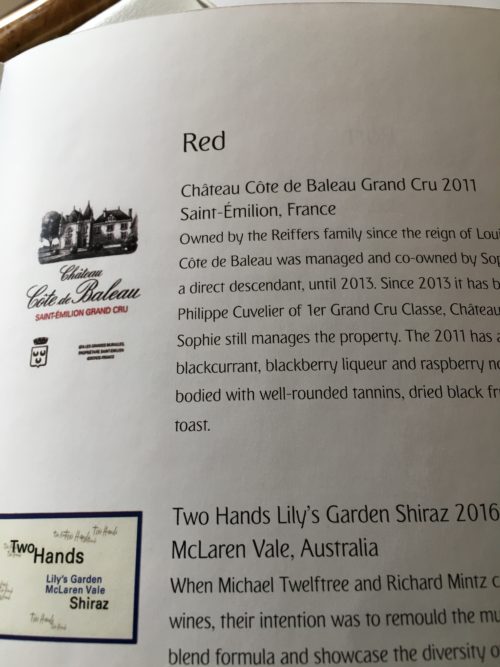 Red
Château Côte de Baleau Grand Cru 2011
Saint-Émilion, France
Owned by the Reiffers family since the reign of Loui
Côte de Baleau was managed and co-owned by Sop
a direct descendant, until 2013. Since 2013 it has b
Philippe Cuvelier of 1er Grand Cru Classe, Château
Sophie still manages the property. The 2011 has a
blackcurrant, blackberry liqueur and raspberry no
bodied with well-rounded tannins, dried black fru
toast.
Château
Côte de Baleau
SAINT-ÉMILION GRAND CRU
Two Hands Lily's Garden Shiraz 2016
McLaren Vale, Australia
When Michael Twelftree and Richard Mintz c
wines, their intention was to remould the mu
blend formula and showcase the diversity o
Two Hands
Two
Hands
Lily's Garden
McLaren Vale
Shiraz
Two Hands